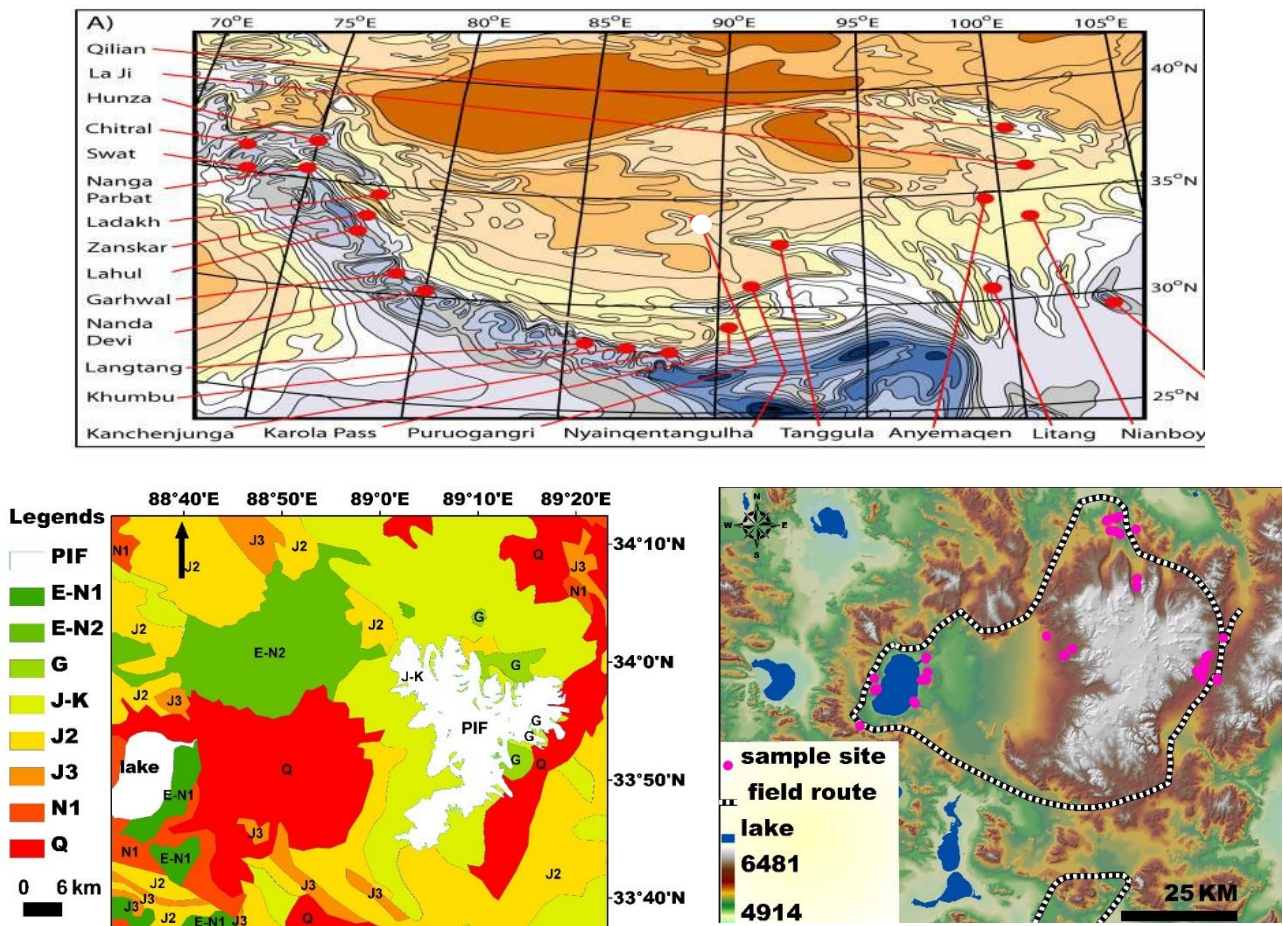 A)
70°E 75°E 80°E 85°E 90°E 95°E 100°E 105°E
Qilian
La Ji
Hunza
Chitral
Swat
Nanga
Parbat
Ladakh
Zanskar
Lahul
Garhwal
Nanda
Devi
Langtang
Khumbu
40°N
35°N
30°N
25°N
Kanchenjunga Karola Pass Puruogangri Nyainqentangulha Tanggula Anyemaqen Litang Nianboy
88°40'E 88°50'E 89°0'E 89°10'E 89°20'E
Legends
PIF
E-N1
E-N2
G
J-K
J2
J3
N1
Q
0 6 km
34°10'N
34°0'N
33°50'N
33°40'N
N1
J2
J3
J2
Q
J3
N1
J2
E-N2
J2
G
J-K
G
J2
J3
PIF
G
G
G
Q
lake
Q
E-N1
N1
E-N1
J3
J2
J3
J3
J2
E-N1
J3
J3
Q
J3
J2
N
W E
S
sample site
field route
lake
6481
4914
25 KM